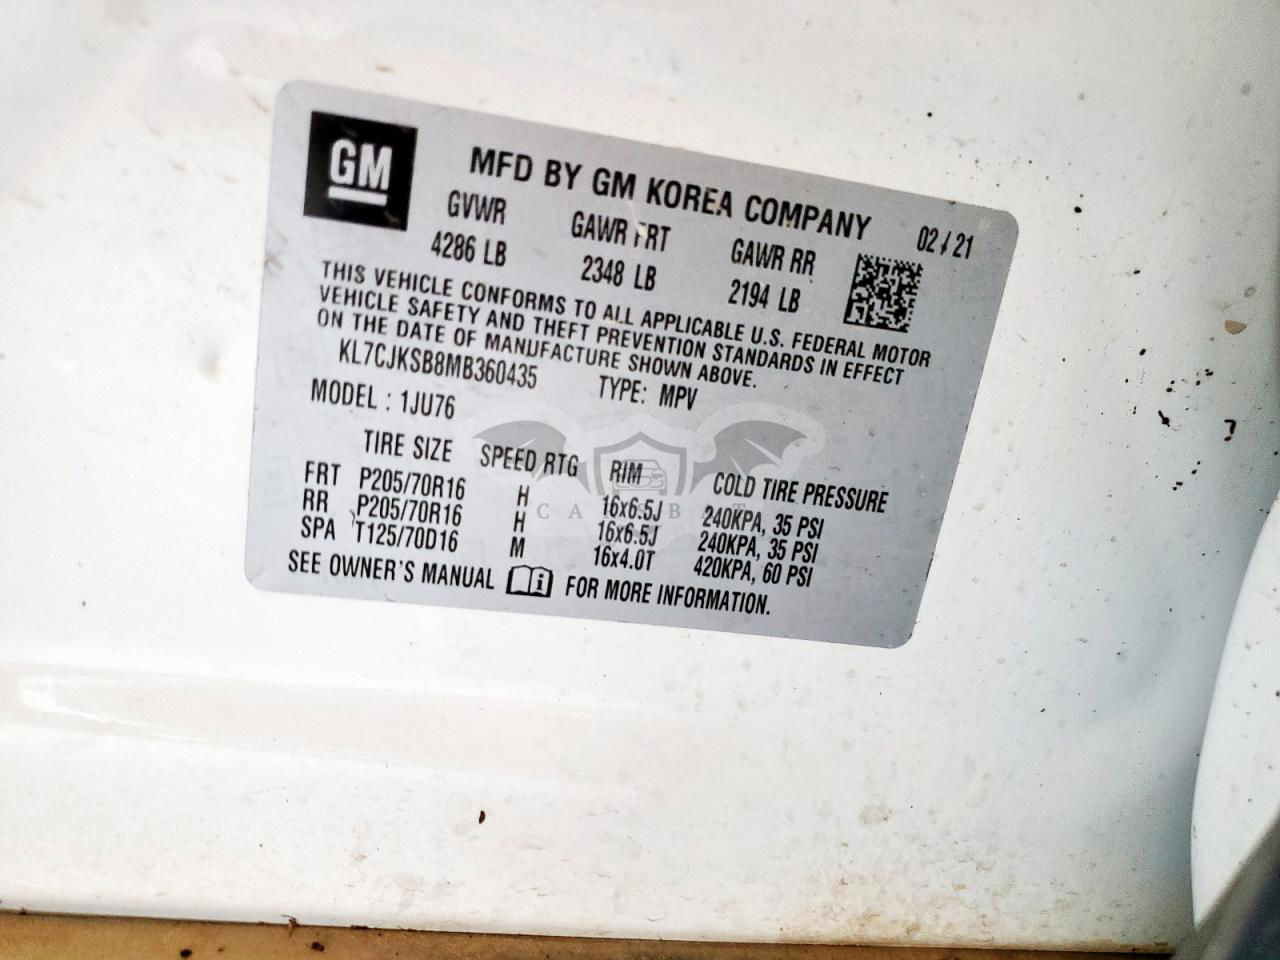 GM
MFD BY GM KOREA COMPANY
02/21
GVWR GAWR FRT GAWR RR
4286 LB 2348 LB 2194 LB
THIS VEHICLE CONFORMS TO ALL APPLICABLE U.S. FEDERAL MOTOR
VEHICLE SAFETY AND THEFT PREVENTION STANDARDS IN EFFECT
ON THE DATE OF MANUFACTURE SHOWN ABOVE.
KL7CJKSB8MB360435 TYPE: MPV
MODEL : 1JU76
TIRE SIZE SPEED RTG RIM COLD TIRE PRESSURE
FRT P205/70R16 H 16x6.5J 240KPA, 35 PSI
RR P205/70R16 H 16x6.5J 240KPA, 35 PSI
SPA T125/70D16 M 16x4.0T 420KPA, 60 PSI
SEE OWNER'S MANUAL FOR MORE INFORMATION.